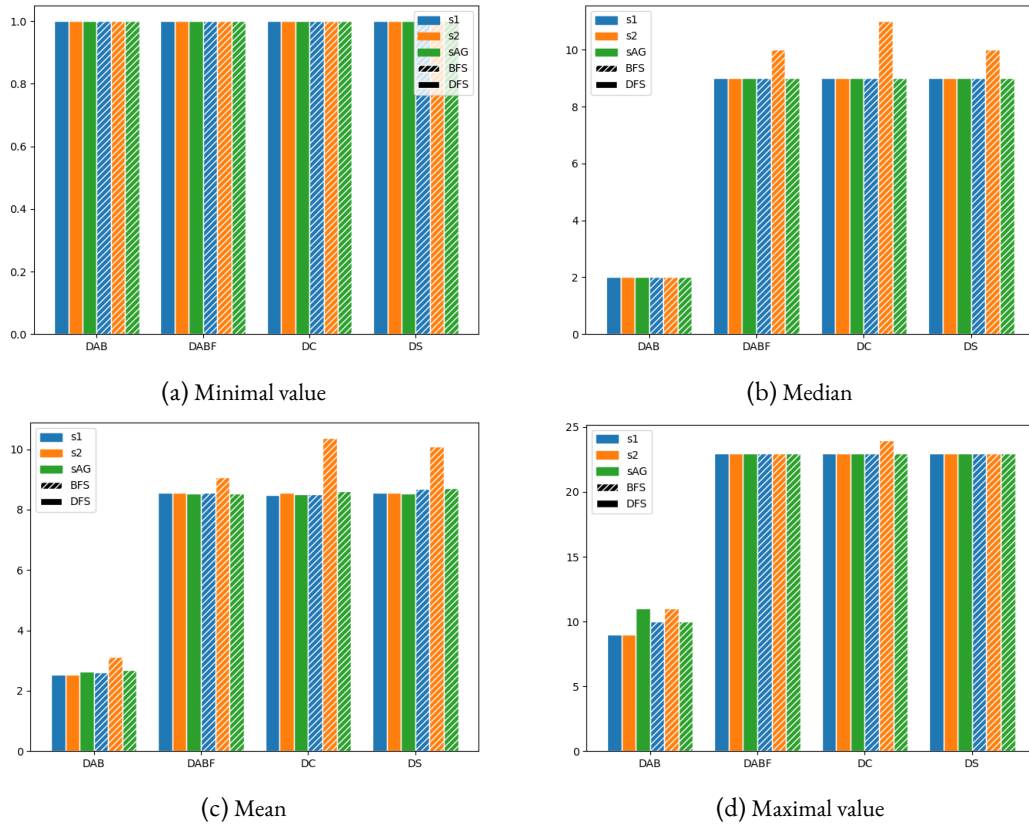 1.0
0.8
0.6
0.4
0.2
0.0
DAB DABF DC DS
s1
s2
sAG
BFS
DFS
(a) Minimal value
10
8
6
4
2
0
DAB DABF DC DS
s1
s2
sAG
BFS
DFS
(b) Median
10
8
6
4
2
0
DAB DABF DC DS
s1
s2
sAG
BFS
DFS
(c) Mean
25
20
15
10
5
0
DAB DABF DC DS
s1
s2
sAG
BFS
DFS
(d) Maximal value